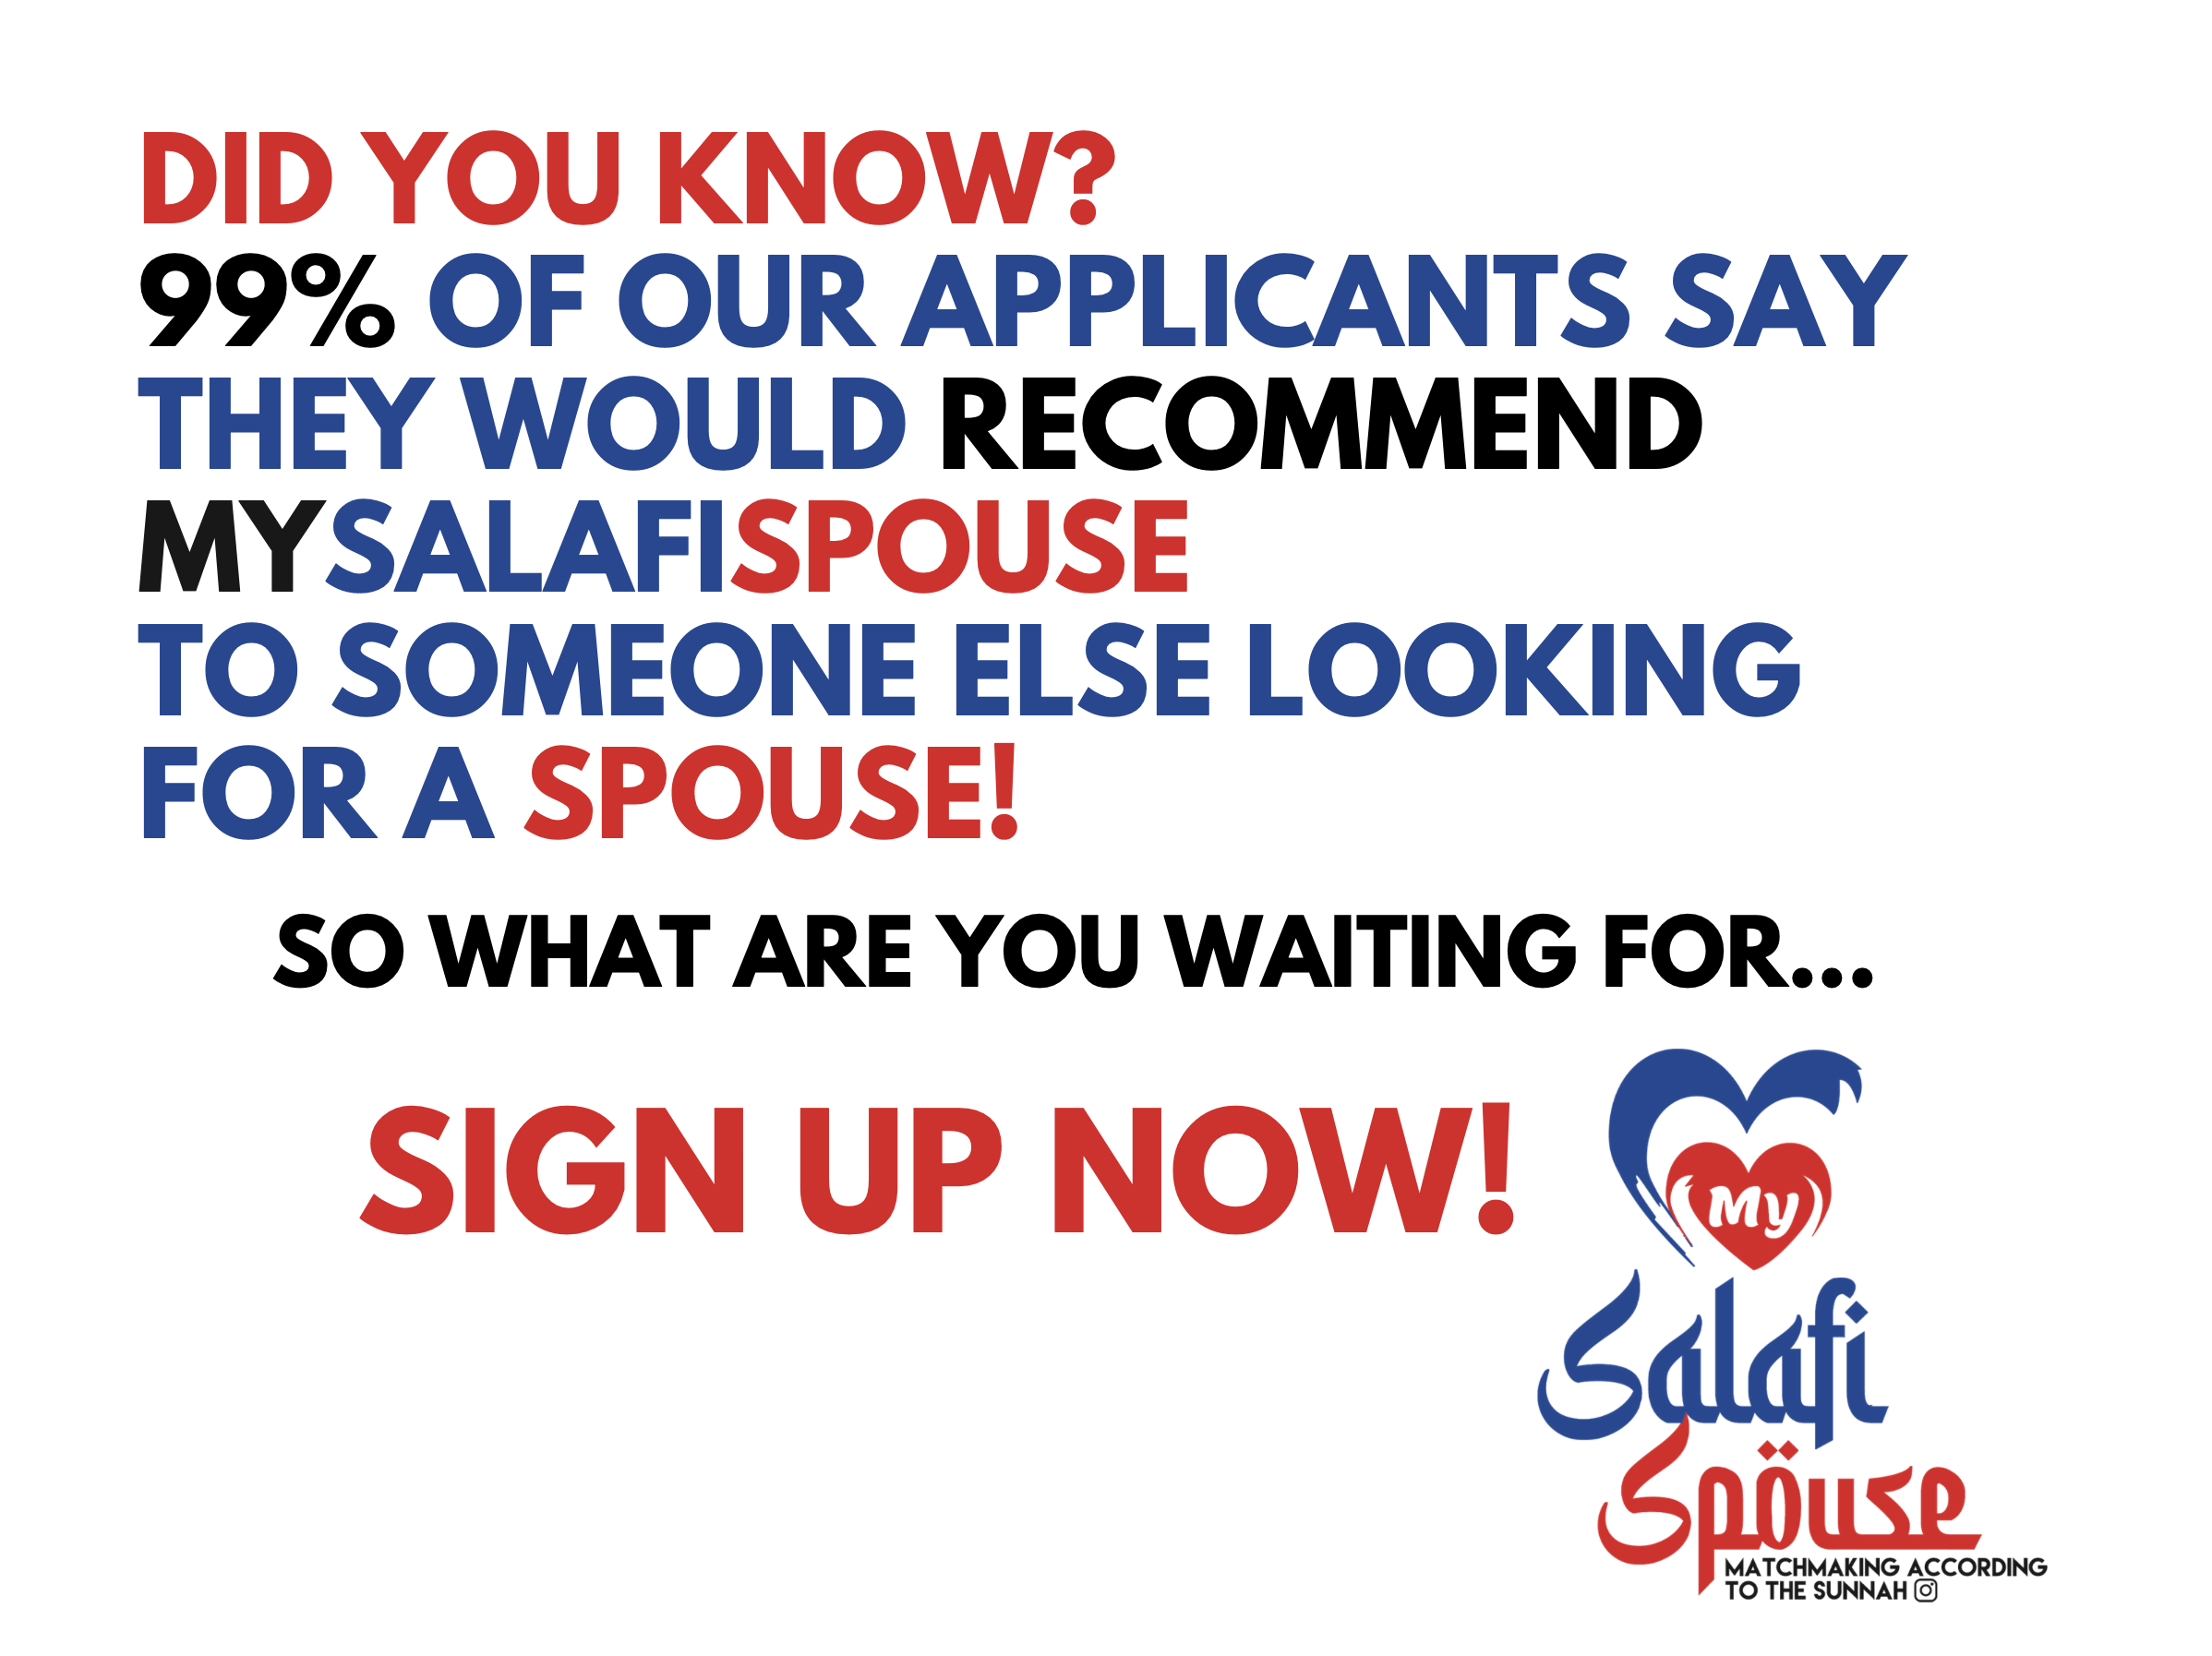 DID YOU KNOW?
99% OF OUR APPLICANTS SAY
THEY WOULD RECOMMEND
MYSALAFISPOUSE
TO SOMEONE ELSE LOOKING
FOR A SPOUSE!
SO WHAT ARE YOU WAITING FOR...
SIGN UP NOW!
my
Salafi
Spouse
MATCHMAKING ACCORDING
TO THE SUNNAH